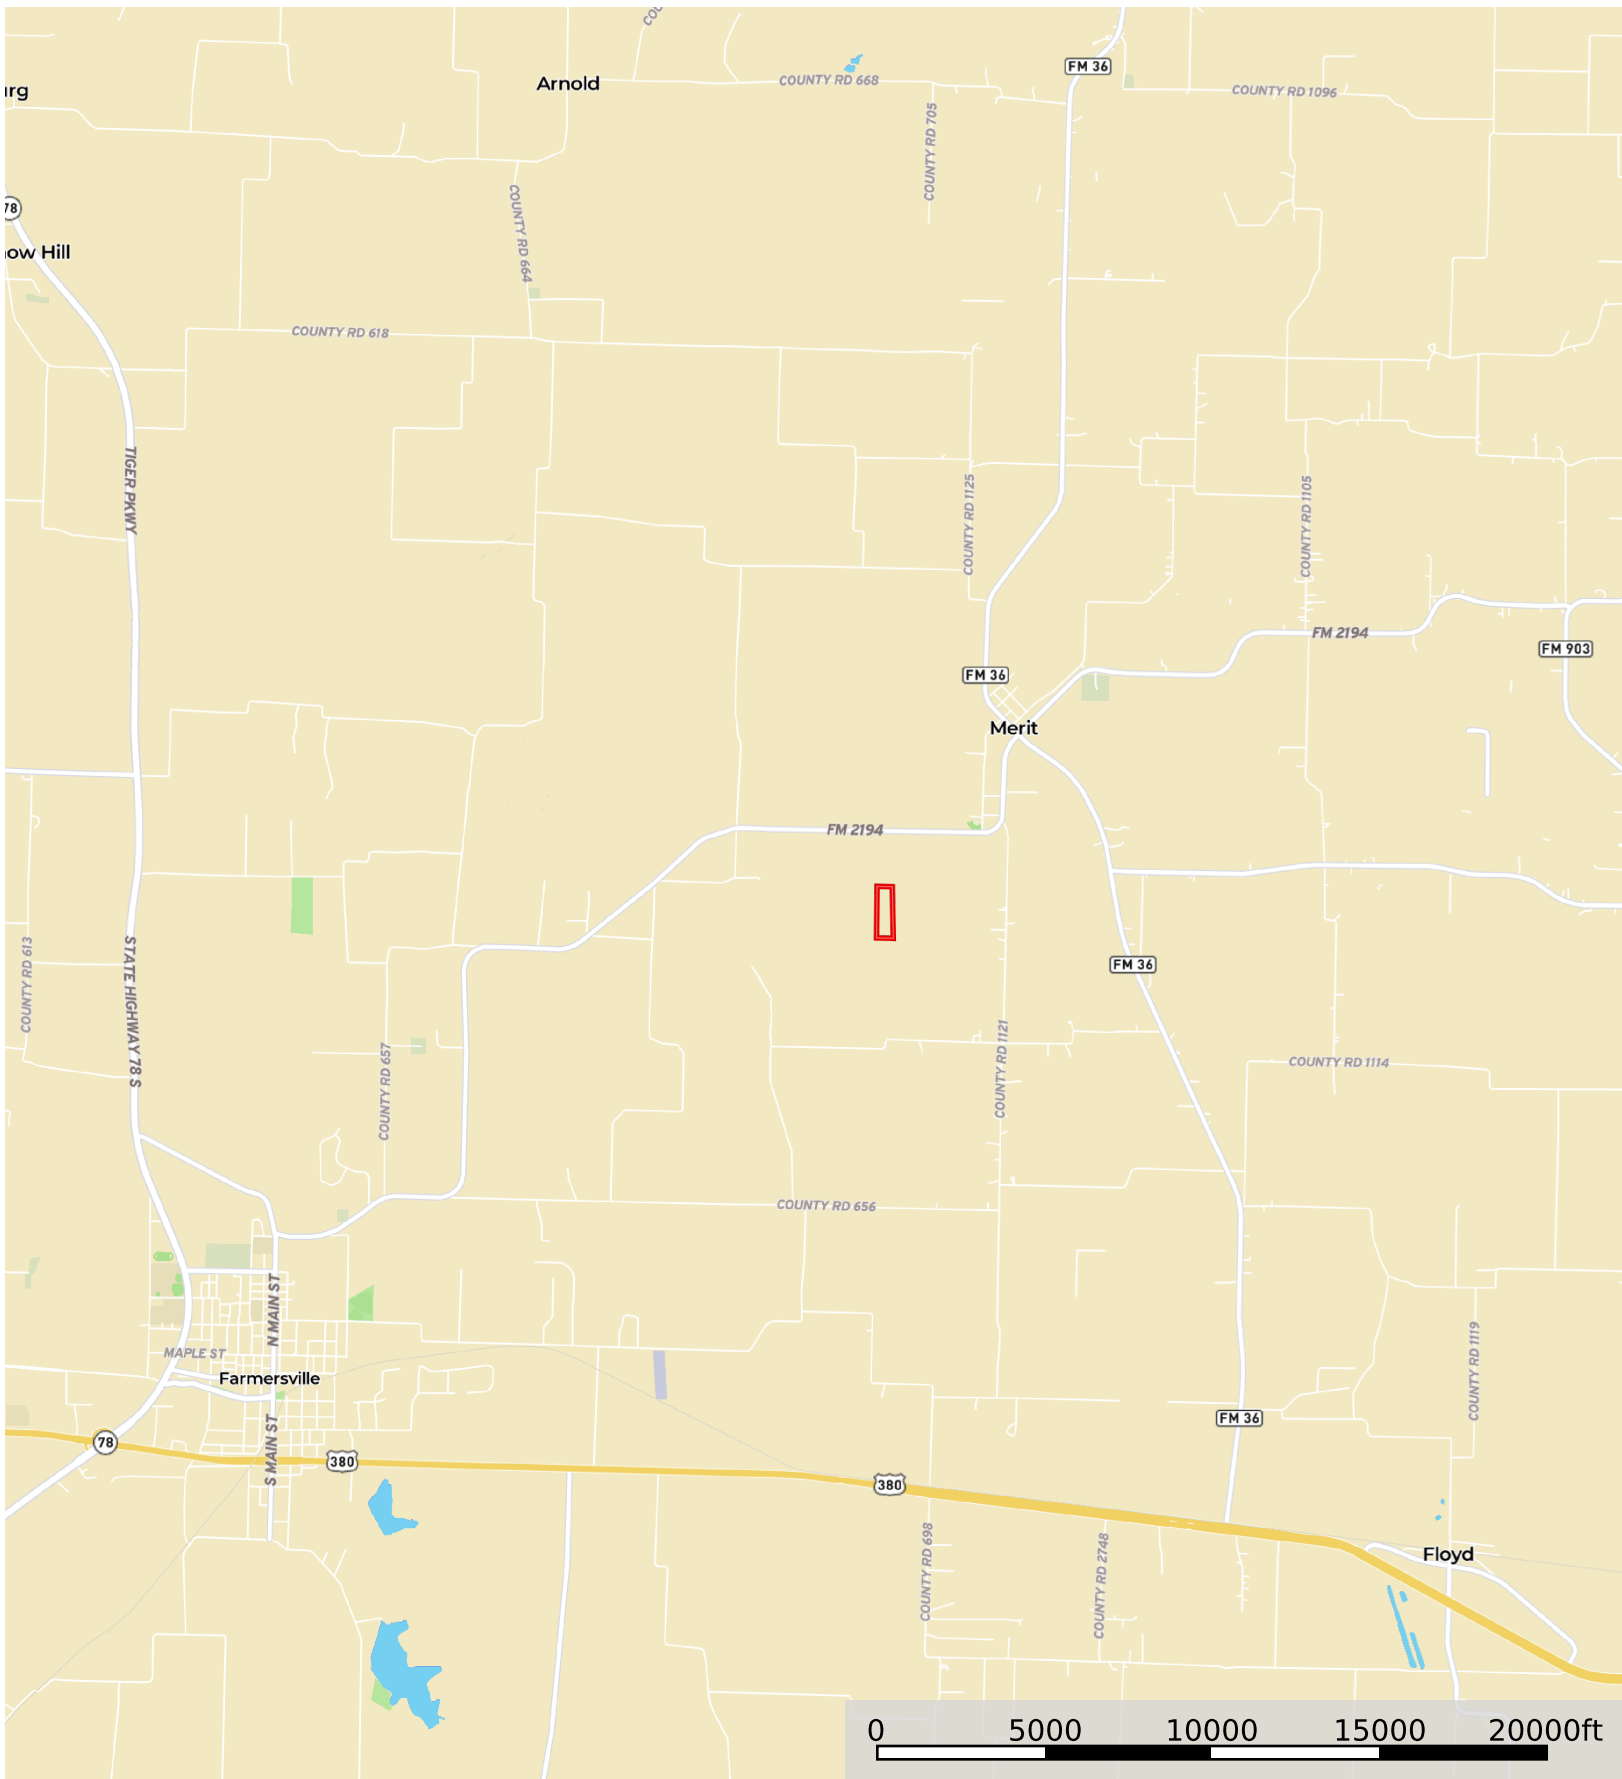 COU
FM 36
Arnold
COUNTY RD 668
urg
COUNTY RD 1096
COUNTY RD 705
78
COUNTY RD 664
now Hill
COUNTY RD 618
TIGER PKWY
COUNTY RD 1125
COUNTY RD 1105
FM 2194
FM 903
FM 36
Merit
FM 2194
COUNTY RD 613
STATE HIGHWAY 78 S
FM 36
COUNTY RD 657
COUNTY RD 1121
COUNTY RD 1114
COUNTY RD 656
N MAIN ST
MAPLE ST
Farmersville
COUNTY RD 1119
FM 36
S MAIN ST
78
380
380
COUNTY RD 698
COUNTY RD 2748
Floyd
0 5000 10000 15000 20000ft